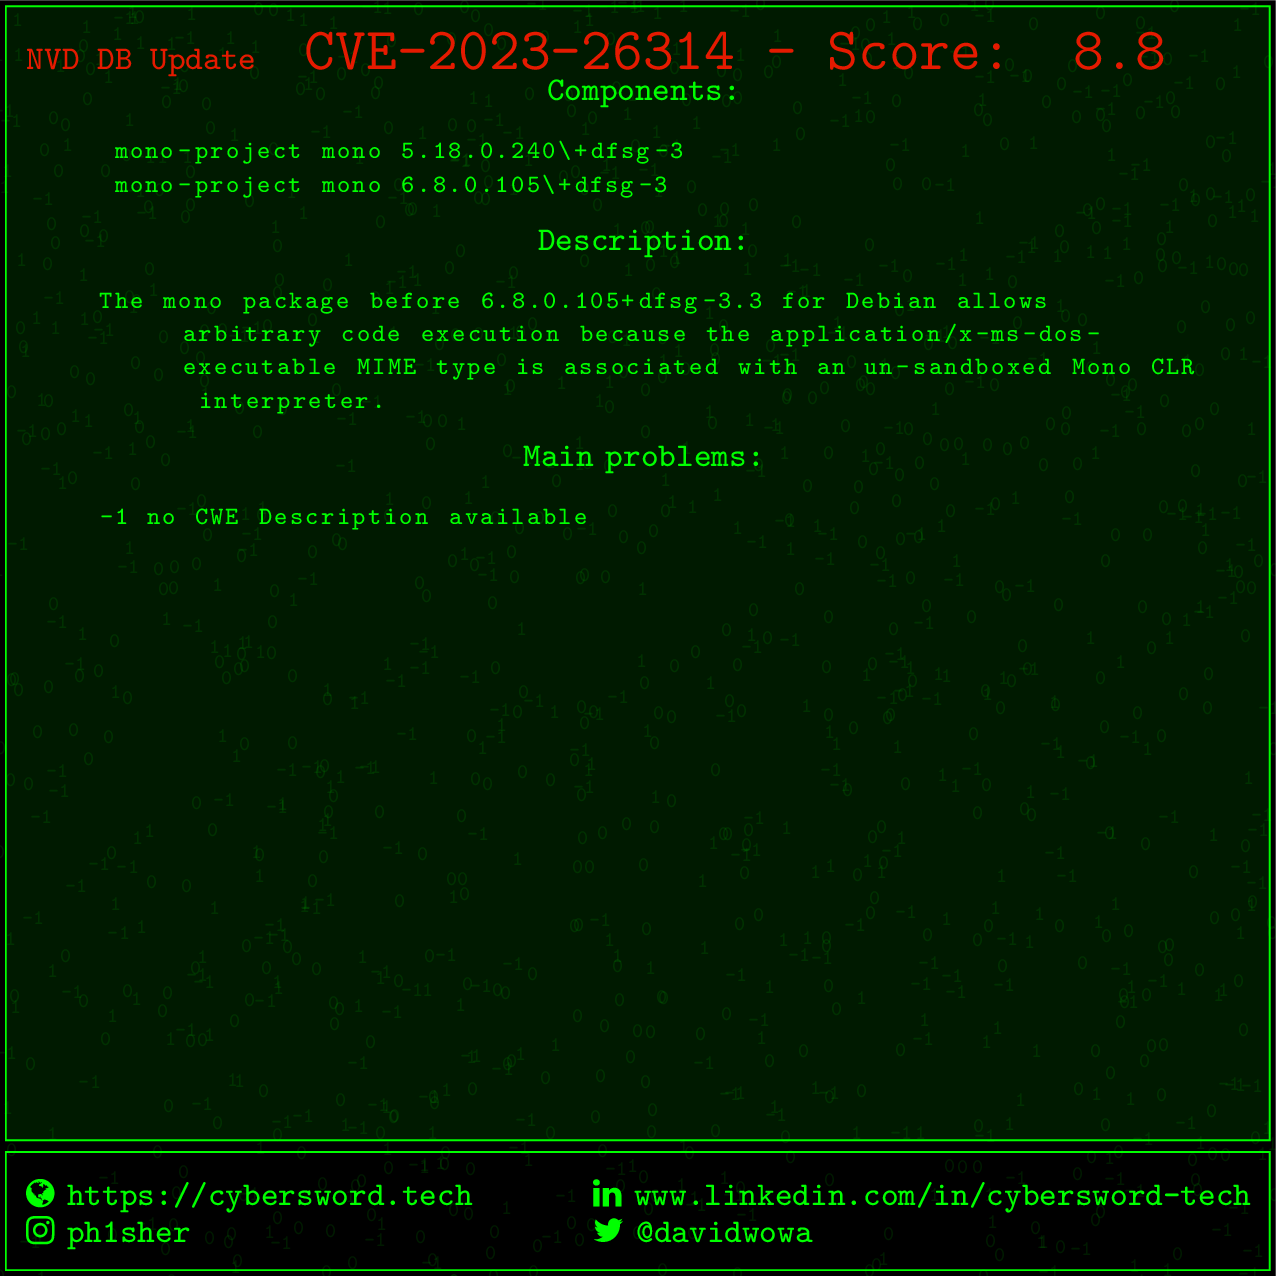 NVD DB Update CVE-2023-26314 - Score: 8.8
Components:
mono-project mono 5.18.0.240\+dfsg-3
mono-project mono 6.8.0.105\+dfsg-3
Description:
The mono package before 6.8.0.105+dfsg-3.3 for Debian allows
arbitrary code execution because the application/x-ms-dos-
executable MIME type is associated with an un-sandboxed Mono CLR
interpreter.
Main problems:
-1 no CWE Description available
https://cybersword.tech www.linkedin.com/in/cybersword-tech
ph1sher @davidwowa